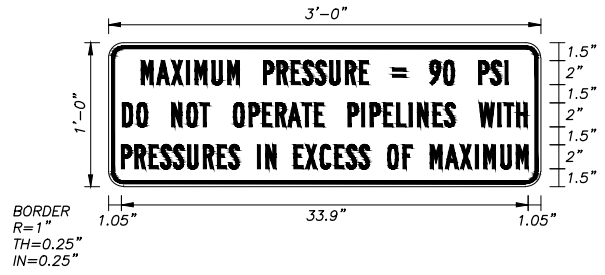 3'-0"
MAXIMUM PRESSURE = 90 PSI
DO NOT OPERATE PIPELINES WITH
PRESSURES IN EXCESS OF MAXIMUM
1'-0"
1.5"
2"
1.5"
2"
1.5"
2"
1.5"
1.05" 33.9" 1.05"
BORDER
R=1"
TH=0.25"
IN=0.25"